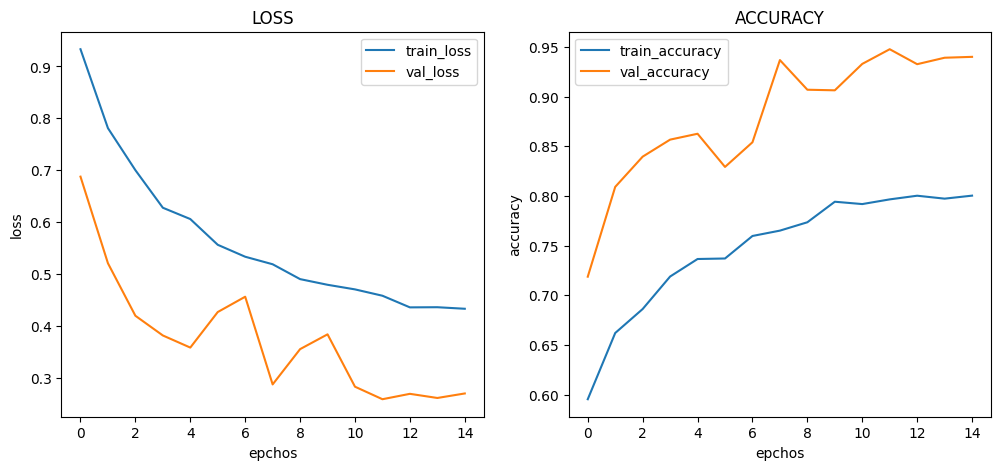 LOSS
train_loss
val_loss
0.9
0.8
0.7
0.6
0.5
0.4
0.3
loss
0 2 4 6 8 10 12 14
epchos
ACCURACY
train_accuracy
val_accuracy
0.95
0.90
0.85
0.80
0.75
0.70
0.65
0.60
accuracy
0 2 4 6 8 10 12 14
epchos